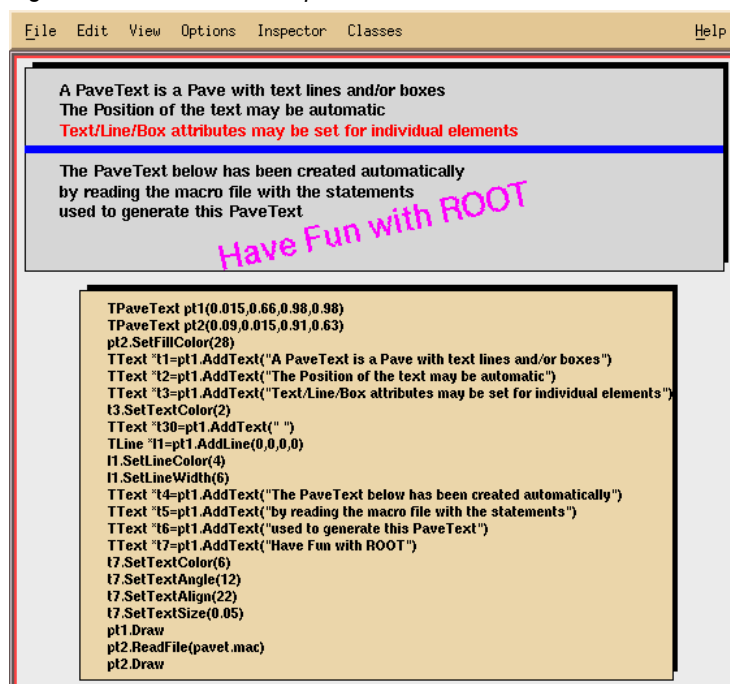 File Edit View Options Inspector Classes Help
A PaveText is a Pave with text lines and/or boxes
The Position of the text may be automatic
Text/Line/Box attributes may be set for individual elements
The PaveText below has been created automatically
by reading the macro file with the statements
used to generate this PaveText
Have Fun with ROOT
TPaveText pt1(0.015,0.66,0.98,0.98)
TPaveText pt2(0.09,0.015,0.91,0.63)
pt2.SetFillColor(28)
TText *t1=pt1.AddText("A PaveText is a Pave with text lines and/or boxes")
TText *t2=pt1.AddText("The Position of the text may be automatic")
TText *t3=pt1.AddText("Text/Line/Box attributes may be set for individual elements")
t3.SetTextColor(2)
TText *t30=pt1.AddText(" ")
TLine *l1=pt1.AddLine(0,0,0,0)
l1.SetLineColor(4)
l1.SetLineWidth(6)
TText *t4=pt1.AddText("The PaveText below has been created automatically")
TText *t5=pt1.AddText("by reading the macro file with the statements")
TText *t6=pt1.AddText("used to generate this PaveText")
TText *t7=pt1.AddText("Have Fun with ROOT")
t7.SetTextColor(6)
t7.SetTextAngle(12)
t7.SetTextAlign(22)
t7.SetTextSize(0.05)
pt1.Draw
pt2.ReadFile(pavet.mac)
pt2.Draw